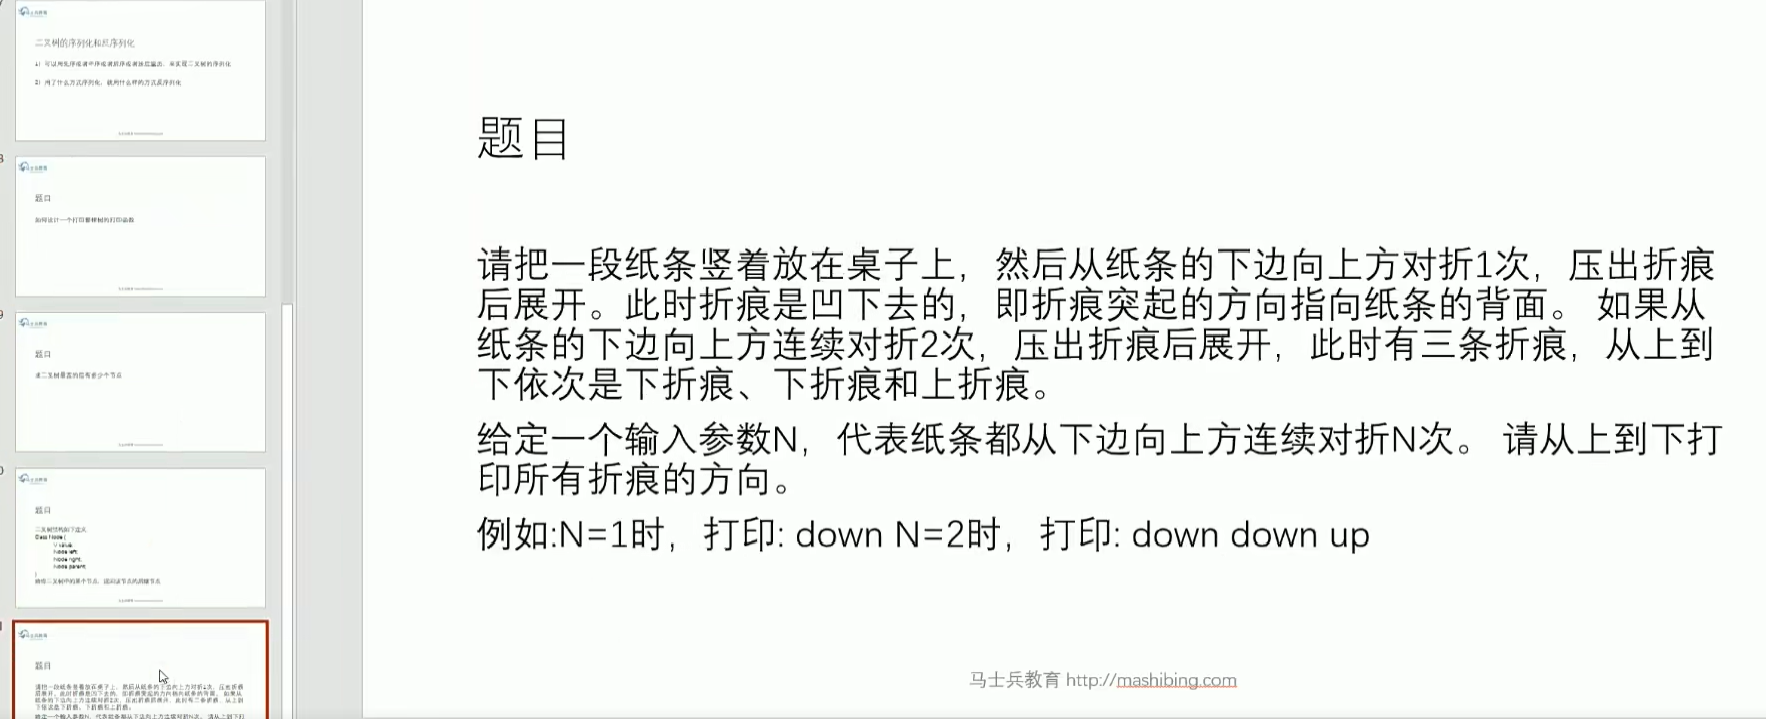 二叉树的序列化和反序列化
1）可以用先序或者中序或者后序或者按层遍历，来实现二叉树的序列化
2）用了什么方式序列化，就用什么样的方式反序列化
题目
如何设计一个打印整棵树的打印函数
题目
求二叉树最宽的层有多少个节点
题目
二叉树结构如下定义:
Class Node {
V value;
Node left;
Node right;
Node parent;
}
给你二叉树中的某个节点，返回该节点的后继节点
题目
题目
请把一段纸条竖着放在桌子上，然后从纸条的下边向上方对折1次，压出折痕
后展开。此时折痕是凹下去的，即折痕突起的方向指向纸条的背面。 如果从
纸条的下边向上方连续对折2次，压出折痕后展开，此时有三条折痕，从上到
下依次是下折痕、下折痕和上折痕。
给定一个输入参数N，代表纸条都从下边向上方连续对折N次。 请从上到下打
印所有折痕的方向。
例如:N=1时，打印: down N=2时，打印: down down up
马士兵教育 http://mashibing.com